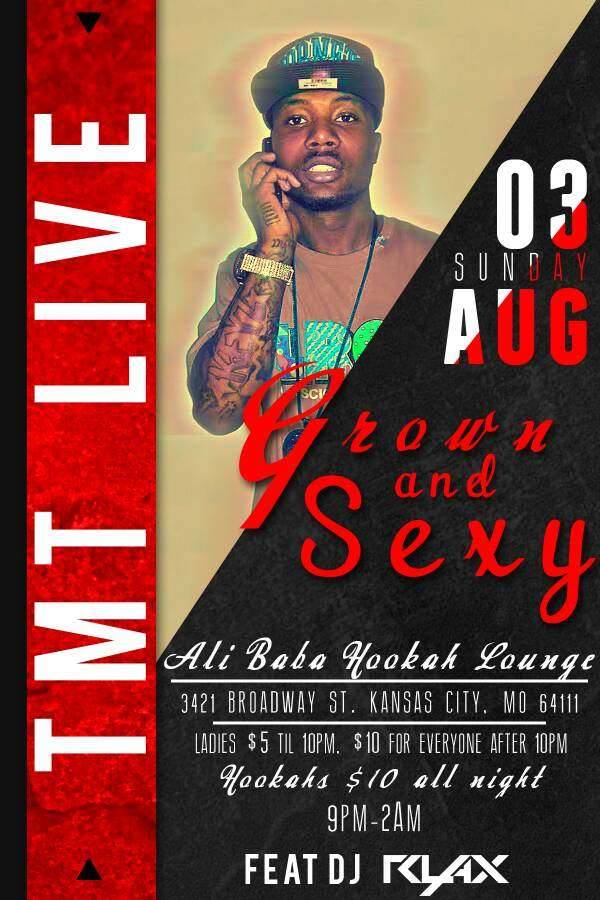 TMT LIVE
03
SUNDAY
AUG
Grown
and
Sexy
Ali Baba Hookah Lounge
3421 BROADWAY ST. KANSAS CITY, MO 64111
LADIES $5 TIL 10PM, $10 FOR EVERYONE AFTER 10PM
Hookahs $10 all night
9PM-2AM
FEAT DJ RYAX